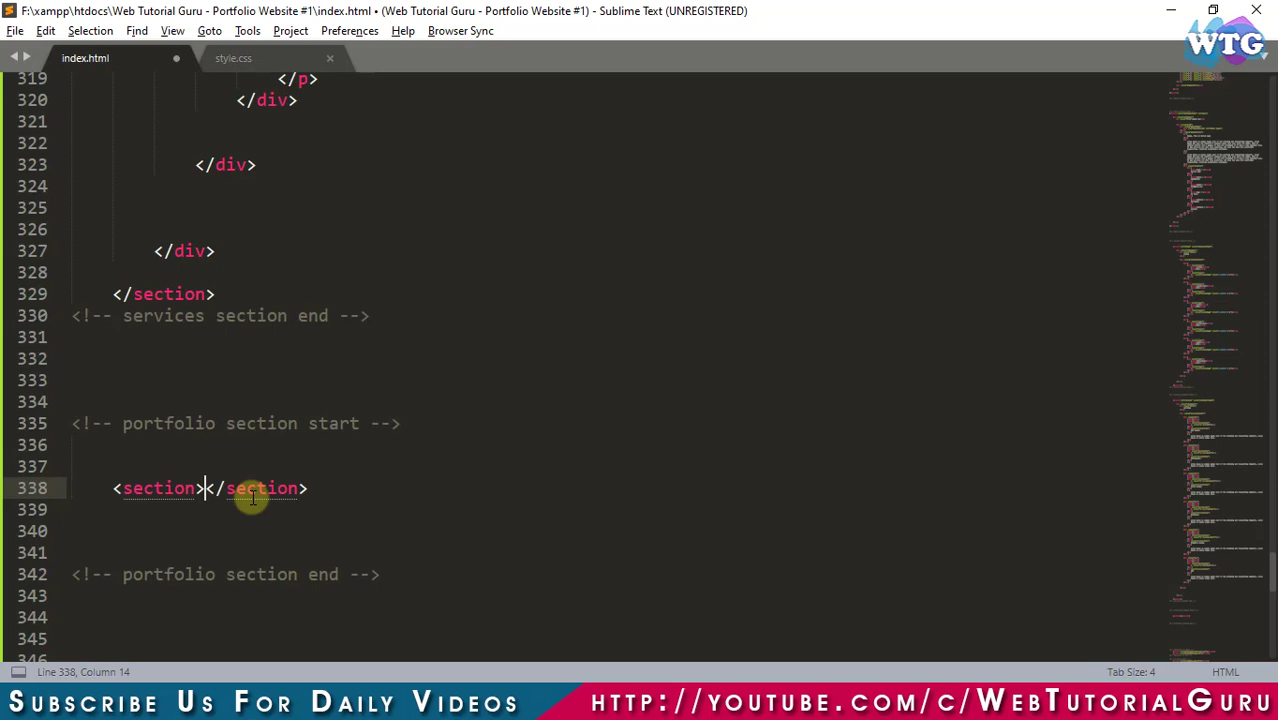 F:\xampp\htdocs\Web Tutorial Guru - Portfolio Website #1\index.html • (Web Tutorial Guru - Portfolio Website #1) - Sublime Text (UNREGISTERED)
File Edit Selection Find View Goto Tools Project Preferences Help Browser Sync
WTG
index.html style.css
319 </p>
320 </div>
321
322
323 </div>
324
325
326
327 </div>
328
329 </section>
330 <!-- services section end -->
331
332
333
334
335 <!-- portfolio section start -->
336
337
338 <section></section>
339
340
341
342 <!-- portfolio section end -->
343
344
345
346
Line 338, Column 14 Tab Size: 4 HTML
Subscribe Us For Daily Videos http://youtube.com/c/WebTutorialGuru